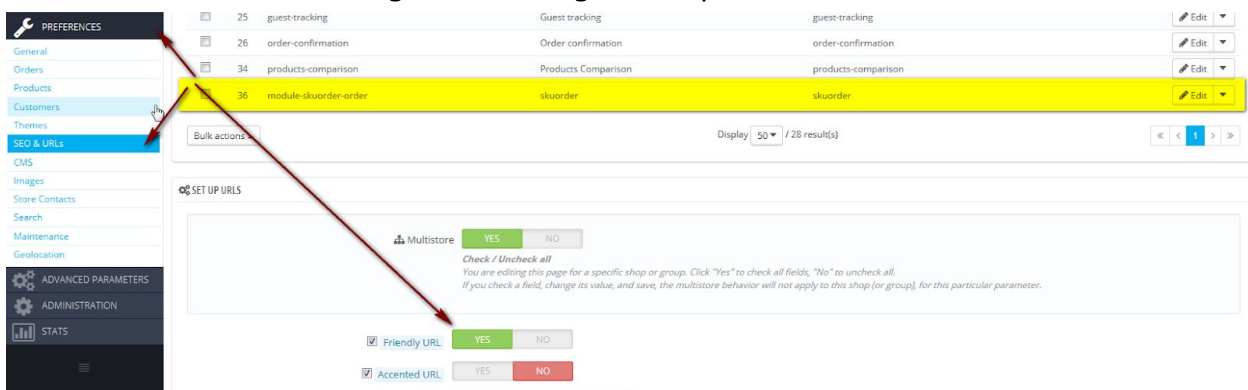 PREFERENCES
General
Orders
Products
Customers
Themes
SEO & URLs
CMS
Images
Store Contacts
Search
Maintenance
Geolocation
ADVANCED PARAMETERS
ADMINISTRATION
STATS
25 guest-tracking Guest tracking guest-tracking Edit
26 order-confirmation Order confirmation order-confirmation Edit
34 products-comparison Products Comparison products-comparison Edit
36 module-skuorder-order skuorder skuorder Edit
Bulk actions Display 50 / 28 result(s) « < 1 > »
SET UP URLS
Multistore YES NO
Check / Uncheck all
You are editing this page for a specific shop or group. Click "Yes" to check all fields, "No" to uncheck all.
If you check a field, change its value, and save, the multistore behavior will not apply to this shop (or group), for this particular parameter.
Friendly URL YES NO
Accented URL YES NO